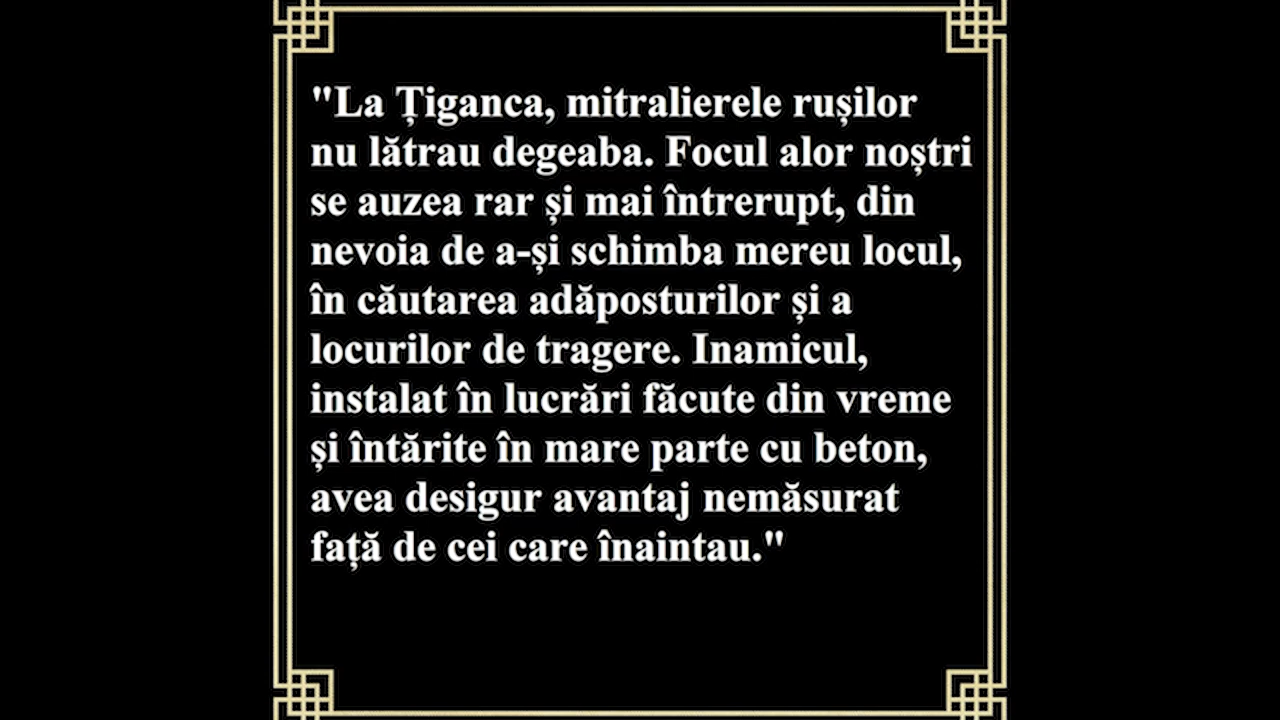 "La Țiganca, mitralierele rușilor
nu lătrau degeaba. Focul alor noștri
se auzea rar și mai întrerupt, din
nevoia de a-și schimba mereu locul,
în căutarea adăposturilor și a
locurilor de tragere. Inamicul,
instalat în lucrări făcute din vreme
și întărite în mare parte cu beton,
avea desigur avantaj nemăsurat
față de cei care înaintau."